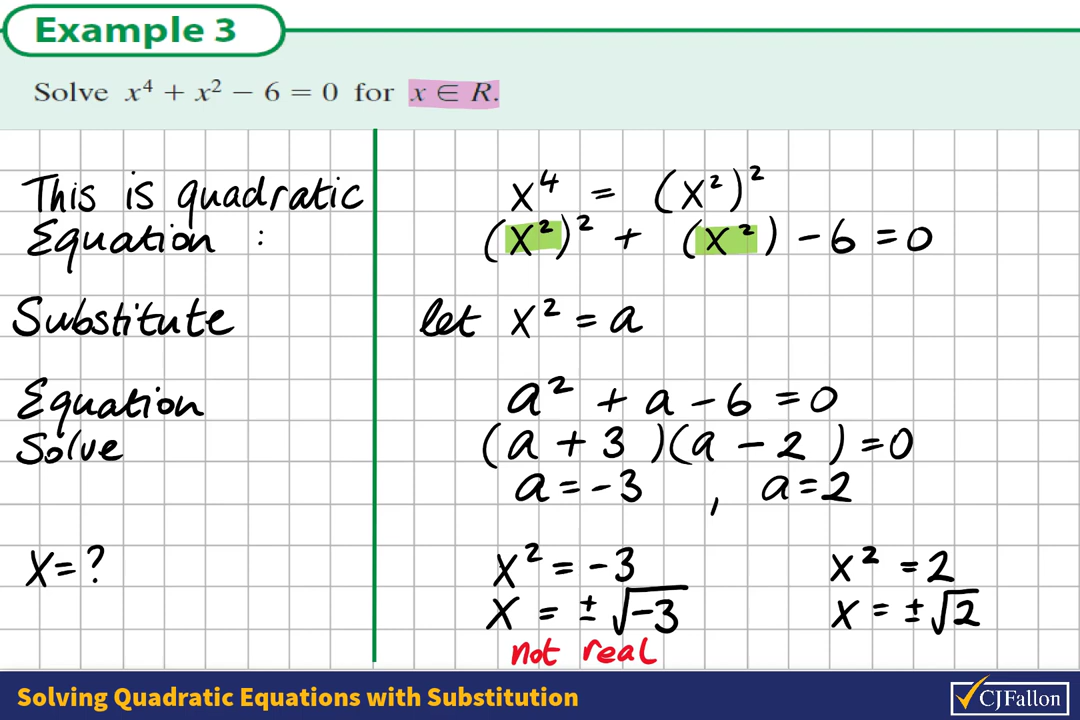 Example 3
Solve x⁴ + x² − 6 = 0 for x ∈ R.
This is quadratic
Equation :
x⁴ = (x²)²
(x²)² + (x²) − 6 = 0
Substitute
let x² = a
Equation
a² + a − 6 = 0
Solve
(a + 3)(a − 2) = 0
a = −3 , a = 2
x = ?
x² = −3
x² = 2
x = ± √−3
x = ± √2
not real
Solving Quadratic Equations with Substitution
CJFallon